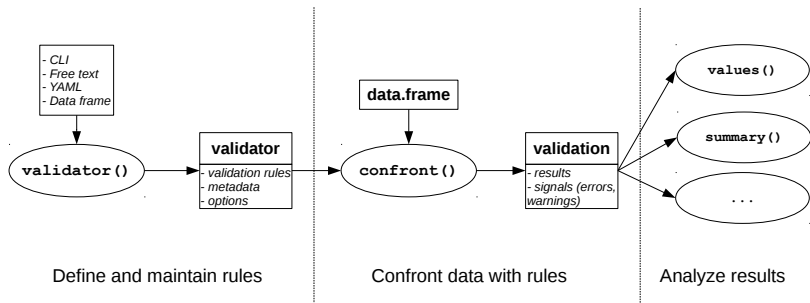 - CLI
- Free text
- YAML
- Data frame
validator()
validator
- validation rules
- metadata
- options
data.frame
confront()
validation
- results
- signals (errors,
warnings)
values()
summary()
...
Define and maintain rules
Confront data with rules
Analyze results